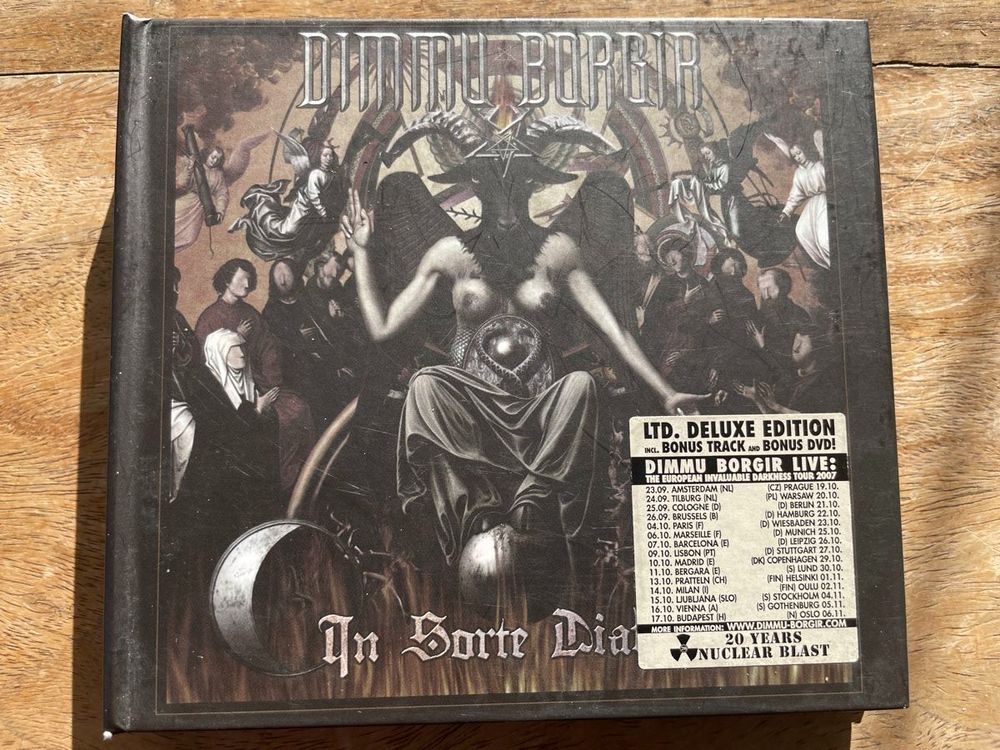 DIMMU BORGIR
LTD. DELUXE EDITION
INCL. BONUS TRACK AND BONUS DVD!
DIMMU BORGIR LIVE:
THE EUROPEAN INVALUABLE DARKNESS TOUR 2007
23.09. AMSTERDAM (NL)
24.09. TILBURG (NL)
25.09. COLOGNE (D)
26.09. BRUSSELS (B)
04.10. PARIS (F)
06.10. MARSEILLE (F)
07.10. BARCELONA (E)
09.10. LISBON (PT)
10.10. MADRID (E)
11.10. BERGARA (E)
13.10. PRATTELN (CH)
14.10. MILAN (I)
15.10. LJUBLJANA (SLO)
16.10. VIENNA (A)
17.10. BUDAPEST (H)
(CZ) PRAGUE 19.10.
(PL) WARSAW 20.10.
(D) BERLIN 21.10.
(D) HAMBURG 22.10.
(D) WIESBADEN 23.10.
(D) MUNICH 25.10.
(D) LEIPZIG 26.10.
(D) STUTTGART 27.10.
(DK) COPENHAGEN 29.10.
(S) LUND 30.10.
(FIN) HELSINKI 01.11.
(FIN) OULU 02.11.
(S) STOCKHOLM 04.11.
(S) GOTHENBURG 05.11.
(N) OSLO 06.11.
MORE INFORMATION: WWW.DIMMU-BORGIR.COM
20 YEARS
NUCLEAR BLAST
In Sorte Dia